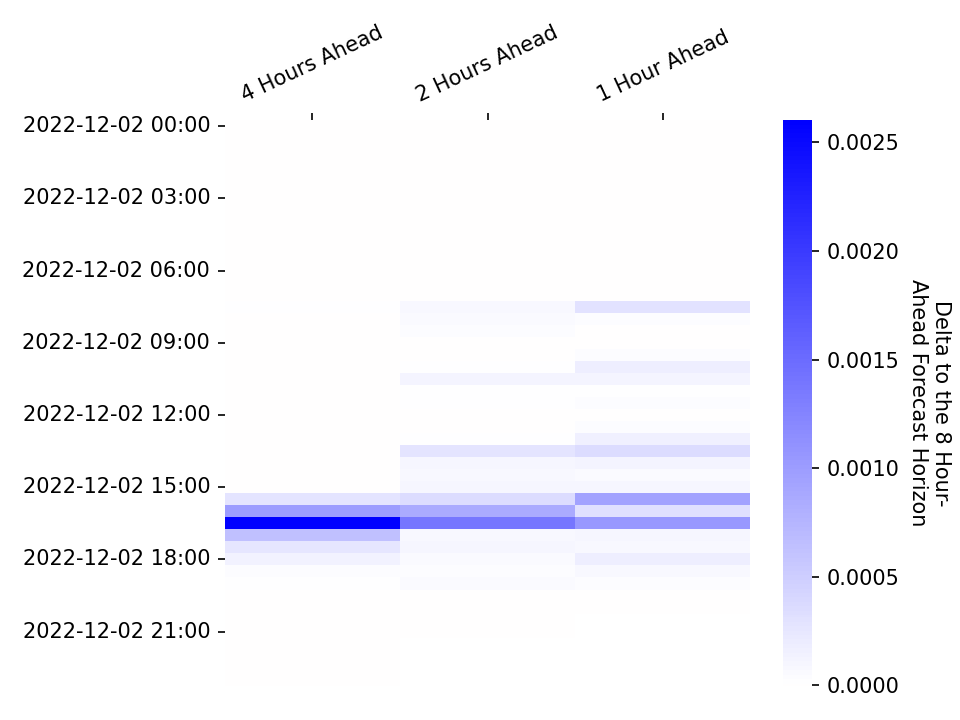 4 Hours Ahead
2 Hours Ahead
1 Hour Ahead
2022-12-02 00:00
2022-12-02 03:00
2022-12-02 06:00
2022-12-02 09:00
2022-12-02 12:00
2022-12-02 15:00
2022-12-02 18:00
2022-12-02 21:00
0.0025
0.0020
0.0015
0.0010
0.0005
0.0000
Delta to the 8 Hour-
Ahead Forecast Horizon